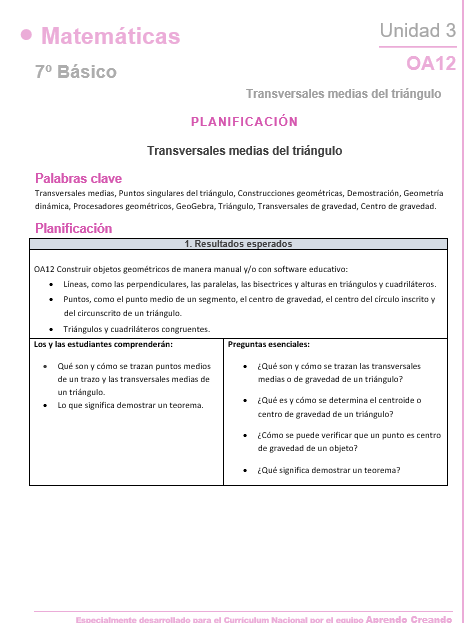 • Matemáticas
Unidad 3
7º Básico
OA12
Transversales medias del triángulo
PLANIFICACIÓN
Transversales medias del triángulo
Palabras clave
Transversales medias, Puntos singulares del triángulo, Construcciones geométricas, Demostración, Geometría
dinámica, Procesadores geométricos, GeoGebra, Triángulo, Transversales de gravedad, Centro de gravedad.
Planificación
1. Resultados esperados
OA12 Construir objetos geométricos de manera manual y/o con software educativo:
• Líneas, como las perpendiculares, las paralelas, las bisectrices y alturas en triángulos y cuadriláteros.
• Puntos, como el punto medio de un segmento, el centro de gravedad, el centro del círculo inscrito y
del circunscrito de un triángulo.
• Triángulos y cuadriláteros congruentes.
Los y las estudiantes comprenderán:
• Qué son y cómo se trazan puntos medios
de un trazo y las transversales medias de
un triángulo.
• Lo que significa demostrar un teorema.
Preguntas esenciales:
• ¿Qué son y cómo se trazan las transversales
medias o de gravedad de un triángulo?
• ¿Qué es y cómo se determina el centroide o
centro de gravedad de un triángulo?
• ¿Cómo se puede verificar que un punto es centro
de gravedad de un objeto?
• ¿Qué significa demostrar un teorema?
Especialmente desarrollado para el Currículum Nacional por el equipo Aprendo Creando